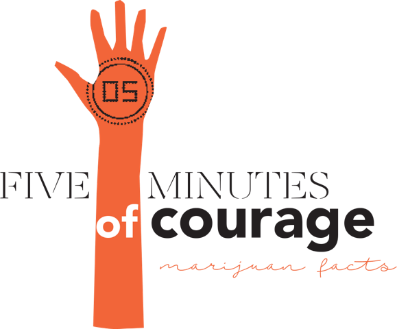 05
FIVE MINUTES
of courage
marijuan facts